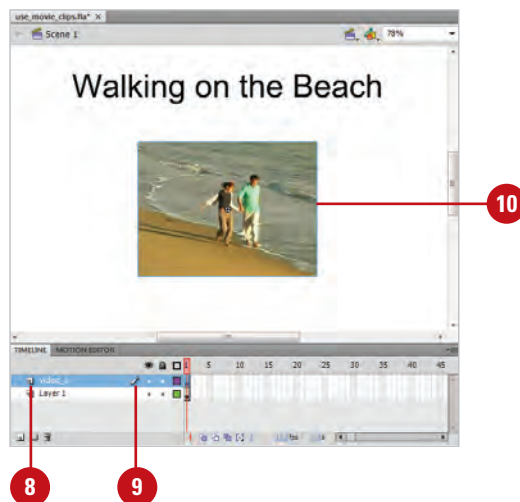 use_movie_clips.fla* ×
Scene 1
78%
Walking on the Beach
10
TIMELINE MOTION EDITOR
1 5 10 15 20 25 30 35 40 45
Layer 1
8
9